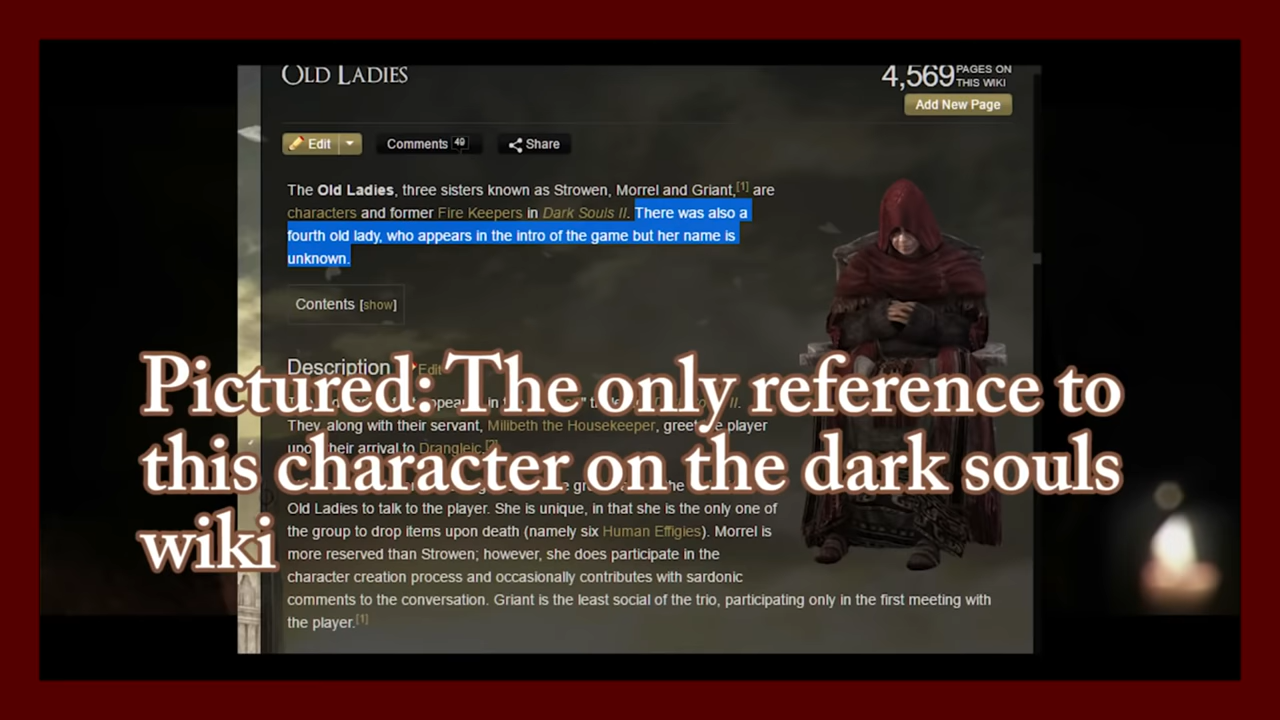 OLD LADIES
4,569 PAGES ON THIS WIKI
Add New Page
Edit
Comments 49
Share
The Old Ladies, three sisters known as Strowen, Morrel and Griant,[1] are
characters and former Fire Keepers in Dark Souls II. There was also a
fourth old lady, who appears in the intro of the game but her name is
unknown.
Contents [show]
Description Edit
Pictured: The only reference to
this character on the dark souls
wiki
They along with their servant, Milibeth the Housekeeper, greet player
upon their arrival to Drangleic.[2]
Old Ladies to talk to the player. She is unique, in that she is the only one of
the group to drop items upon death (namely six Human Effigies). Morrel is
more reserved than Strowen; however, she does participate in the
character creation process and occasionally contributes with sardonic
comments to the conversation. Griant is the least social of the trio, participating only in the first meeting with
the player.[1]